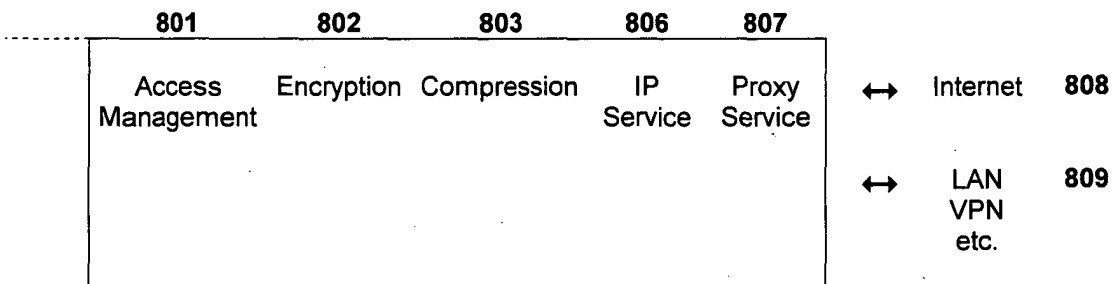 801 802 803 806 807
Access Encryption Compression IP Proxy ↔ Internet 808
Management Service Service
↔ LAN 809
VPN
etc.